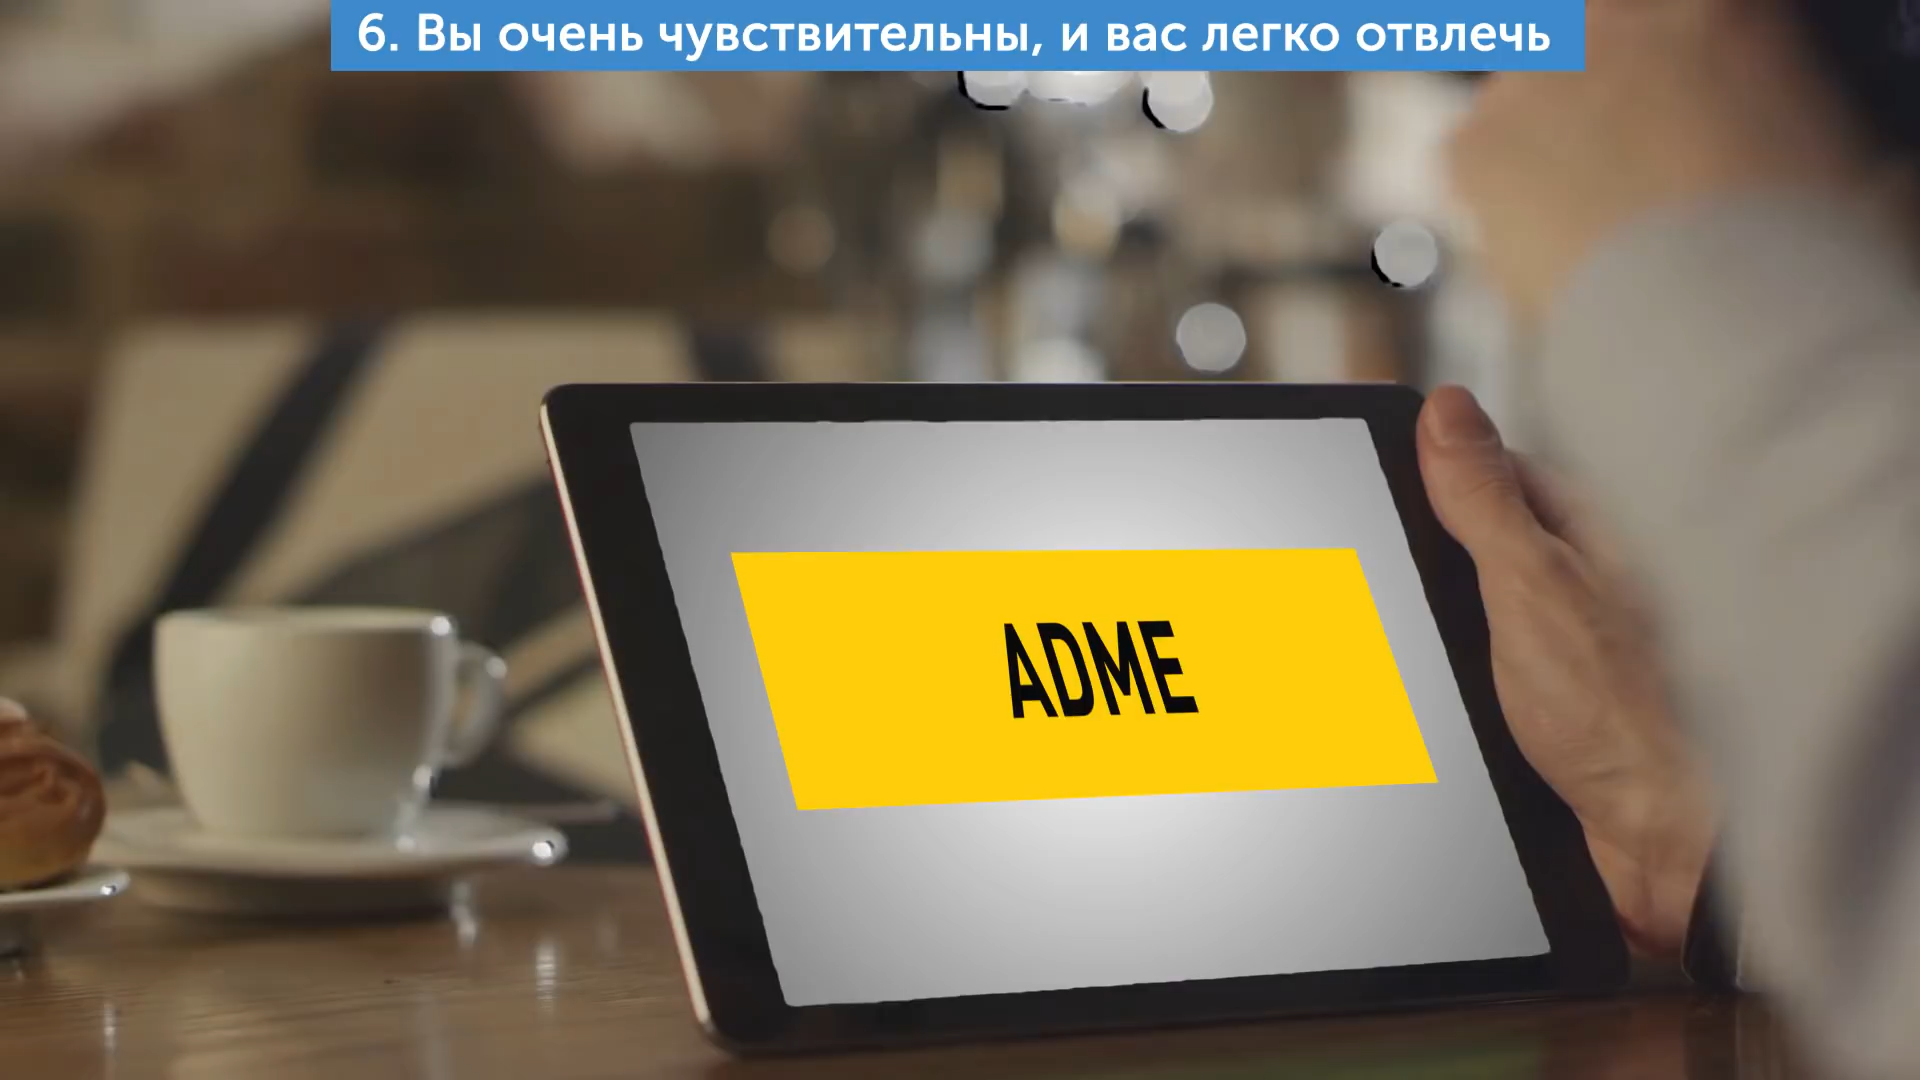 6. Вы очень чувствительны, и вас легко отвлечь
ADME